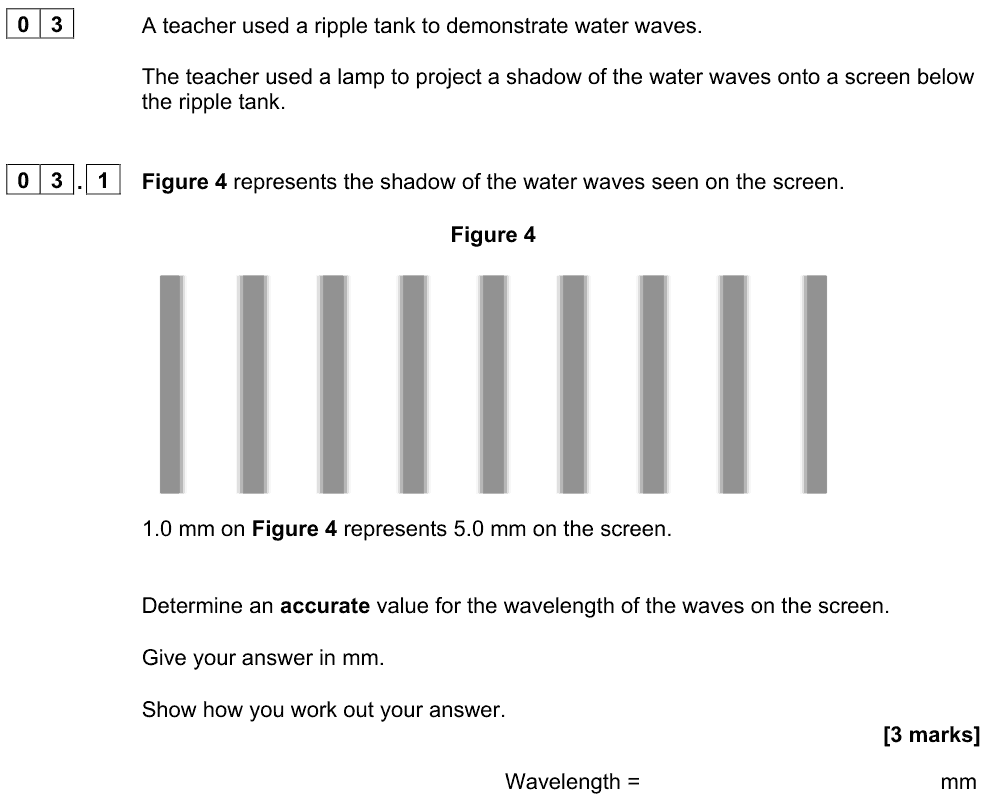 0 3 A teacher used a ripple tank to demonstrate water waves.
The teacher used a lamp to project a shadow of the water waves onto a screen below
the ripple tank.
0 3 . 1 Figure 4 represents the shadow of the water waves seen on the screen.
Figure 4
1.0 mm on Figure 4 represents 5.0 mm on the screen.
Determine an accurate value for the wavelength of the waves on the screen.
Give your answer in mm.
Show how you work out your answer.
[3 marks]
Wavelength = mm